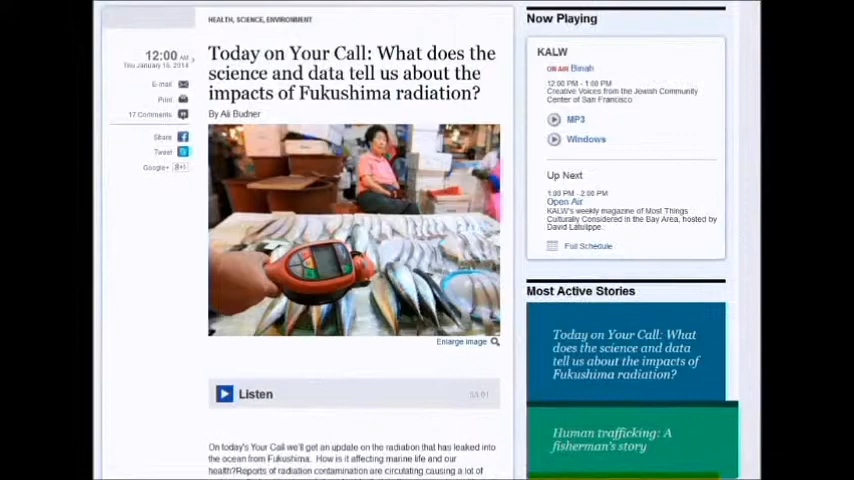 HEALTH, SCIENCE, ENVIRONMENT
12:00 AM
Thu January 16, 2014
E-mail
Print
17 Comments
Share
Tweet
Google+
Today on Your Call: What does the
science and data tell us about the
impacts of Fukushima radiation?
By Ali Budner
Enlarge image
Listen
On today's Your Call we'll get an update on the radiation that has leaked into
the ocean from Fukushima. How is it affecting marine life and our
health?Reports of radiation contamination are circulating causing a lot of
Now Playing
KALW
ON AIR Binah
12:00 PM - 1:00 PM
Creative Voices from the Jewish Community
Center of San Francisco
MP3
Windows
Up Next
1:00 PM - 2:00 PM
Open Air
KALW's weekly magazine of Most Things
Culturally Considered in the Bay Area, hosted by
David Latulippe.
Full Schedule
Most Active Stories
Today on Your Call: What
does the science and data
tell us about the impacts of
Fukushima radiation?
Human trafficking: A
fisherman's story